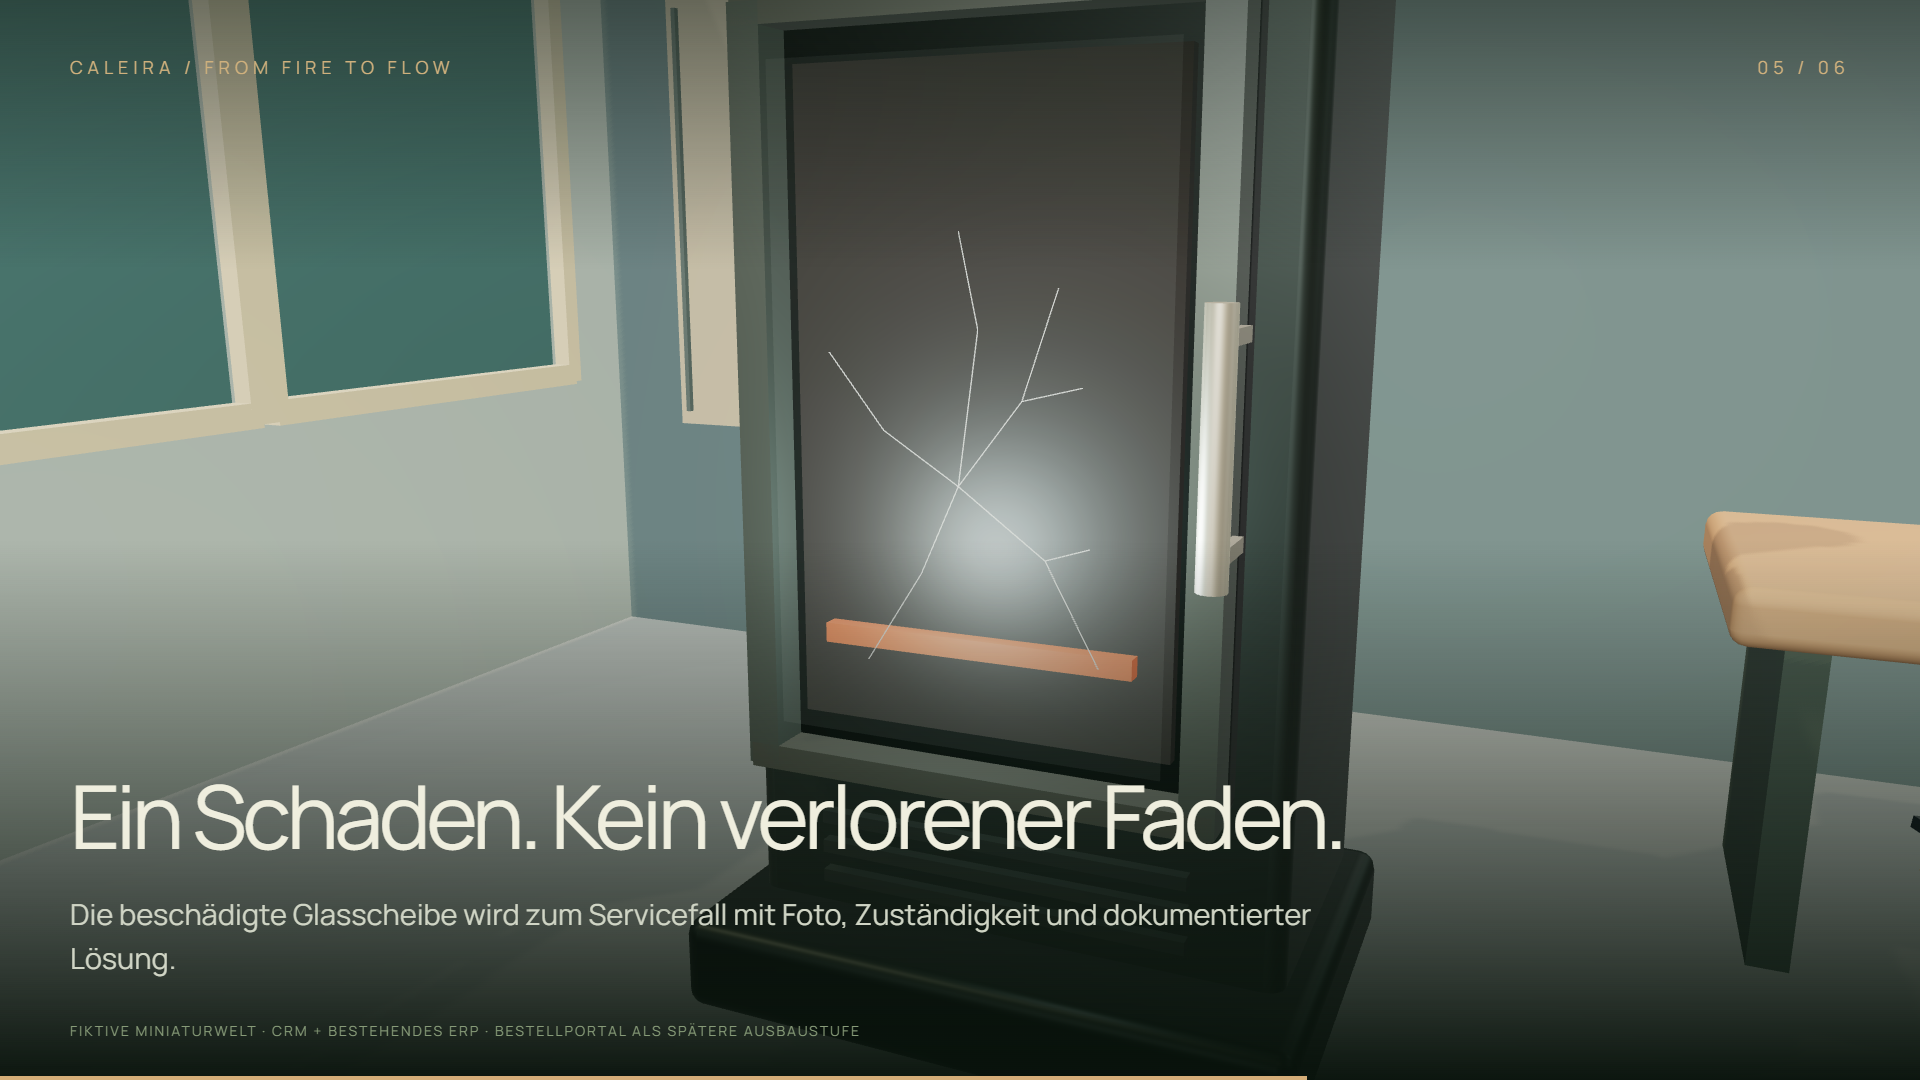 CALEIRA / FROM FIRE TO FLOW
05 / 06
Ein Schaden. Kein verlorener Faden.
Die beschädigte Glasscheibe wird zum Servicefall mit Foto, Zuständigkeit und dokumentierter
Lösung.
FIKTIVE MINIATURWELT · CRM + BESTEHENDES ERP · BESTELLPORTAL ALS SPÄTERE AUSBAUSTUFE